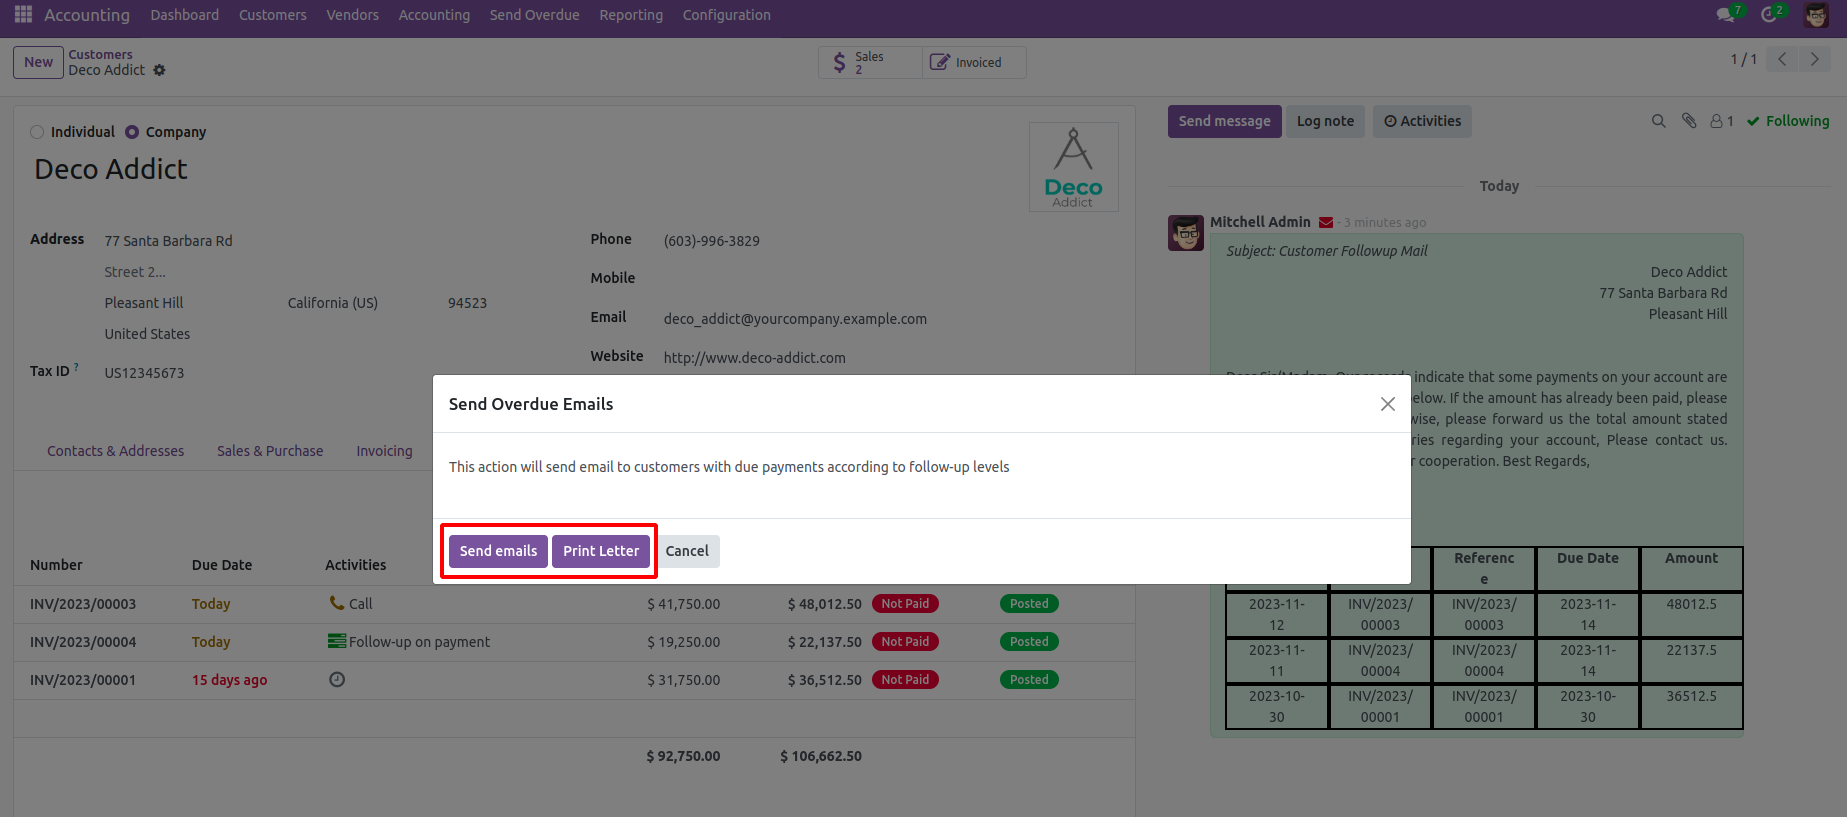 Accounting Dashboard Customers Vendors Accounting Send Overdue Reporting Configuration 7 2
New
Customers
Deco Addict
Sales
2
Invoiced
1 / 1
Individual Company
Deco Addict
Deco
Addict
Address 77 Santa Barbara Rd
Street 2...
Pleasant Hill California (US) 94523
United States
Tax ID ? US12345673
Phone (603)-996-3829
Mobile
Email deco_addict@yourcompany.example.com
Website http://www.deco-addict.com
Contacts & Addresses Sales & Purchase Invoicing
Send Overdue Emails
This action will send email to customers with due payments according to follow-up levels
Send emails Print Letter Cancel
Number Due Date Activities
INV/2023/00003 Today Call $ 41,750.00 $ 48,012.50 Not Paid Posted
INV/2023/00004 Today Follow-up on payment $ 19,250.00 $ 22,137.50 Not Paid Posted
INV/2023/00001 15 days ago $ 31,750.00 $ 36,512.50 Not Paid Posted
$ 92,750.00 $ 106,662.50
Send message Log note Activities 1 Following
Today
Mitchell Admin - 3 minutes ago
Subject: Customer Followup Mail
Deco Addict
77 Santa Barbara Rd
Pleasant Hill
indicate that some payments on your account are
elow. If the amount has already been paid, please
wise, please forward us the total amount stated
ries regarding your account, Please contact us.
r cooperation. Best Regards,
Referenc
e
Due Date
Amount
2023-11-
12
INV/2023/
00003
INV/2023/
00003
2023-11-
14
48012.5
2023-11-
11
INV/2023/
00004
INV/2023/
00004
2023-11-
14
22137.5
2023-10-
30
INV/2023/
00001
INV/2023/
00001
2023-10-
30
36512.5